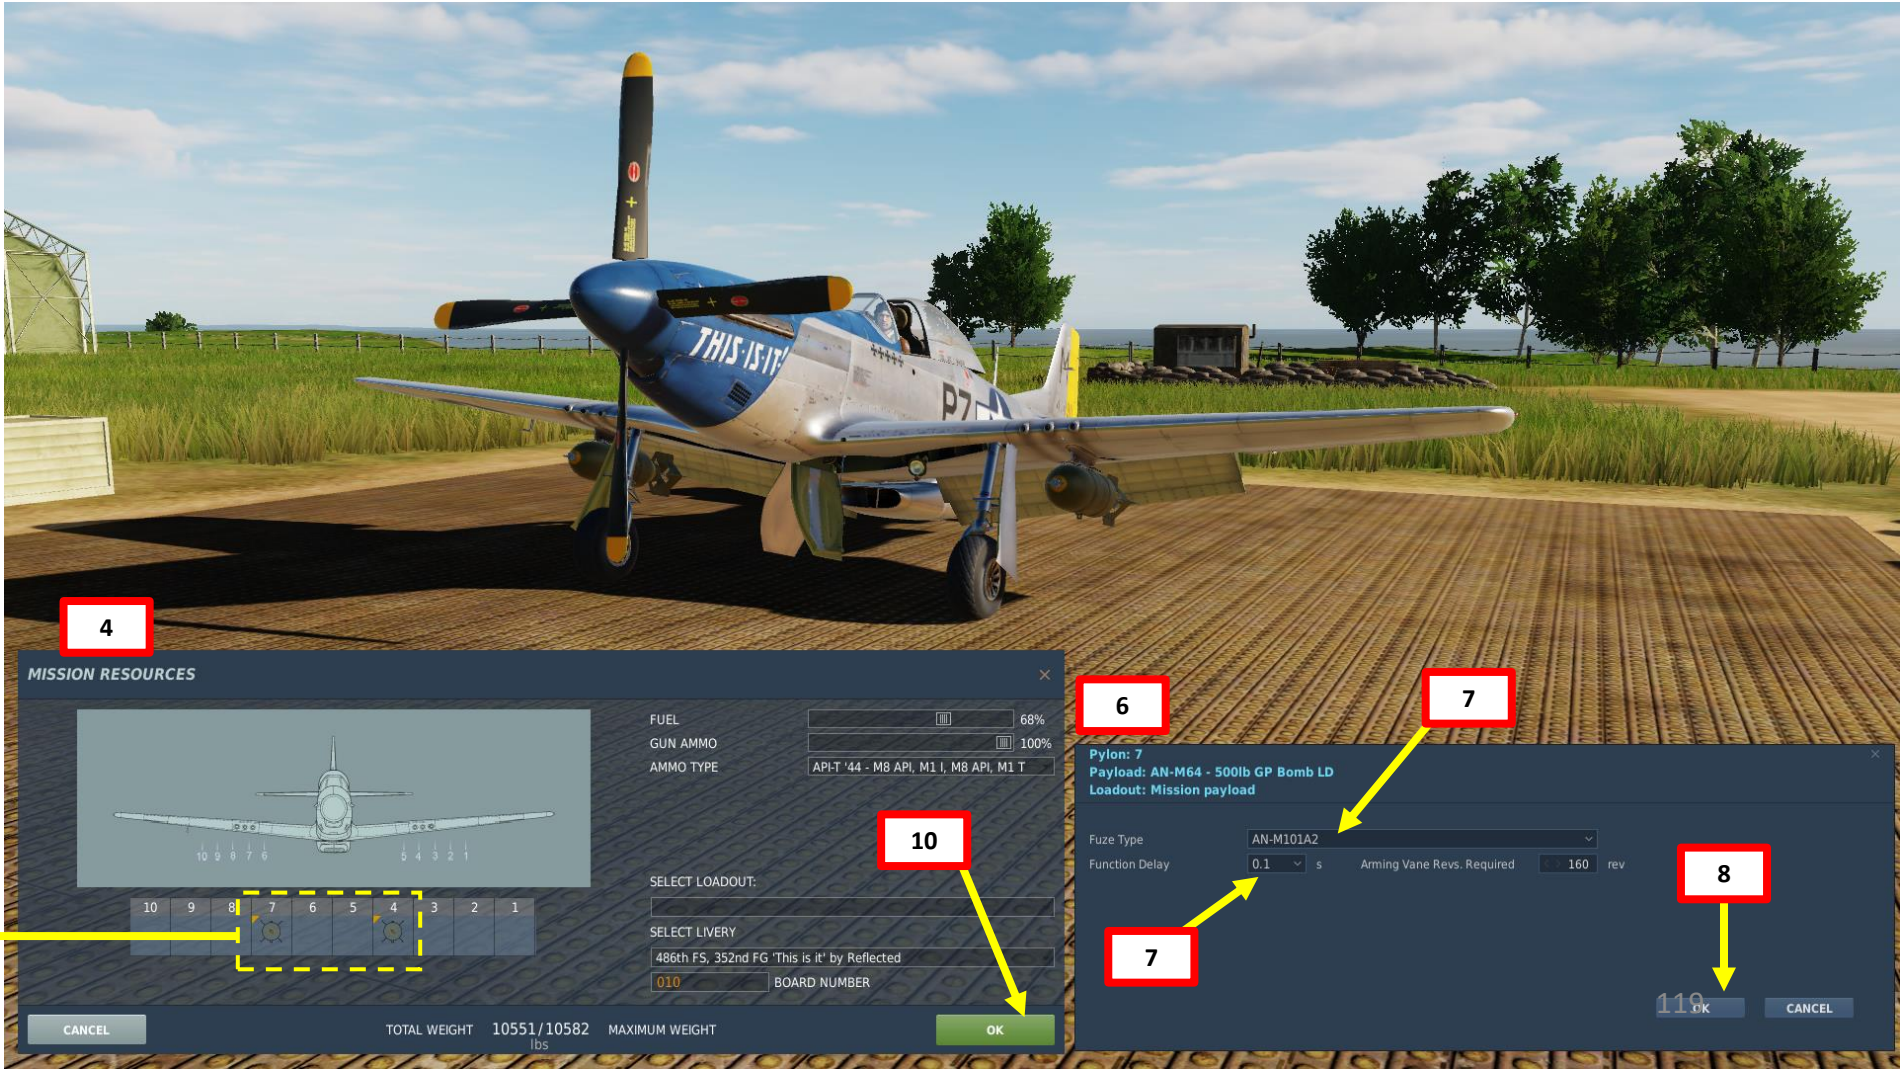 THIS·IS·IT!
P7
4
MISSION RESOURCES
FUEL
68%
GUN AMMO
100%
AMMO TYPE
API-T '44 - M8 API, M1 I, M8 API, M1 T
10 9 8 7 6 5 4 3 2 1
10 9 8 7 6 5 4 3 2 1
SELECT LOADOUT:
SELECT LIVERY
486th FS, 352nd FG 'This is it' by Reflected
010 BOARD NUMBER
CANCEL
TOTAL WEIGHT 10551/10582 MAXIMUM WEIGHT
lbs
OK
10
6
7
Pylon: 7
Payload: AN-M64 - 500lb GP Bomb LD
Loadout: Mission payload
Fuze Type AN-M101A2
Function Delay 0.1 s Arming Vane Revs. Required 160 rev
8
7
119
OK
CANCEL